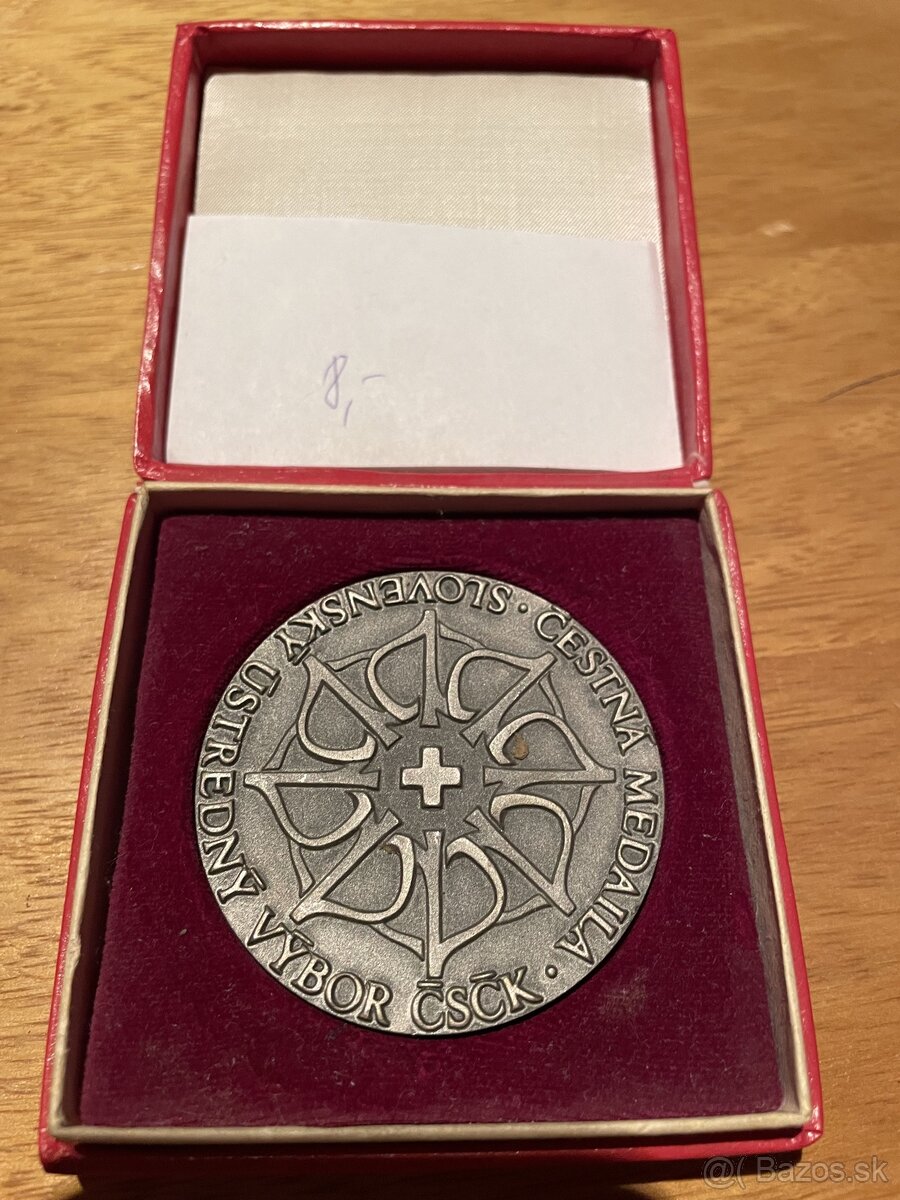 8,-
SLOVENSKÝ ÚSTREDNÝ VÝBOR ČSČK ·
ČESTNÁ MEDAILA ·
@( Bazos.sk